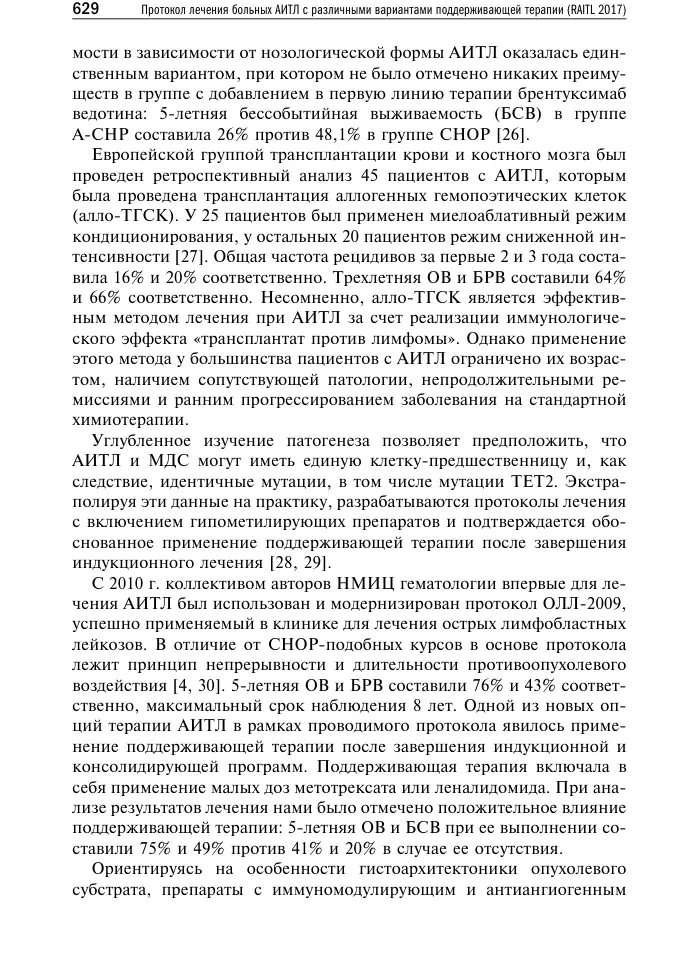 629 Протокол лечения больных АИТЛ с различными вариантами поддерживающей терапии (RAITL 2017)
мости в зависимости от нозологической формы АИТЛ оказалась един-
ственным вариантом, при котором не было отмечено никаких преиму-
ществ в группе с добавлением в первую линию терапии брентуксимаб
ведотина: 5-летняя бессобытийная выживаемость (БСВ) в группе
A-CHP составила 26% против 48,1% в группе CHOP [26].
Европейской группой трансплантации крови и костного мозга был
проведен ретроспективный анализ 45 пациентов с АИТЛ, которым
была проведена трансплантация аллогенных гемопоэтических клеток
(алло-ТГСК). У 25 пациентов был применен миелоаблативный режим
кондиционирования, у остальных 20 пациентов режим сниженной ин-
тенсивности [27]. Общая частота рецидивов за первые 2 и 3 года соста-
вила 16% и 20% соответственно. Трехлетняя ОВ и БРВ составили 64%
и 66% соответственно. Несомненно, алло-ТГСК является эффектив-
ным методом лечения при АИТЛ за счет реализации иммунологиче-
ского эффекта «трансплантат против лимфомы». Однако применение
этого метода у большинства пациентов с АИТЛ ограничено их возрас-
том, наличием сопутствующей патологии, непродолжительными ре-
миссиями и ранним прогрессированием заболевания на стандартной
химиотерапии.
Углубленное изучение патогенеза позволяет предположить, что
АИТЛ и МДС могут иметь единую клетку-предшественницу и, как
следствие, идентичные мутации, в том числе мутации TET2. Экстра-
полируя эти данные на практику, разрабатываются протоколы лечения
с включением гипометилирующих препаратов и подтверждается обо-
снованное применение поддерживающей терапии после завершения
индукционного лечения [28, 29].
С 2010 г. коллективом авторов НМИЦ гематологии впервые для ле-
чения АИТЛ был использован и модернизирован протокол ОЛЛ-2009,
успешно применяемый в клинике для лечения острых лимфобластных
лейкозов. В отличие от CHOP-подобных курсов в основе протокола
лежит принцип непрерывности и длительности противоопухолевого
воздействия [4, 30]. 5-летняя ОВ и БРВ составили 76% и 43% соответ-
ственно, максимальный срок наблюдения 8 лет. Одной из новых оп-
ций терапии АИТЛ в рамках проводимого протокола явилось приме-
нение поддерживающей терапии после завершения индукционной и
консолидирующей программ. Поддерживающая терапия включала в
себя применение малых доз метотрексата или леналидомида. При ана-
лизе результатов лечения нами было отмечено положительное влияние
поддерживающей терапии: 5-летняя ОВ и БСВ при ее выполнении со-
ставили 75% и 49% против 41% и 20% в случае ее отсутствия.
Ориентируясь на особенности гистоархитектоники опухолевого
субстрата, препараты с иммуномодулирующим и антиангиогенным